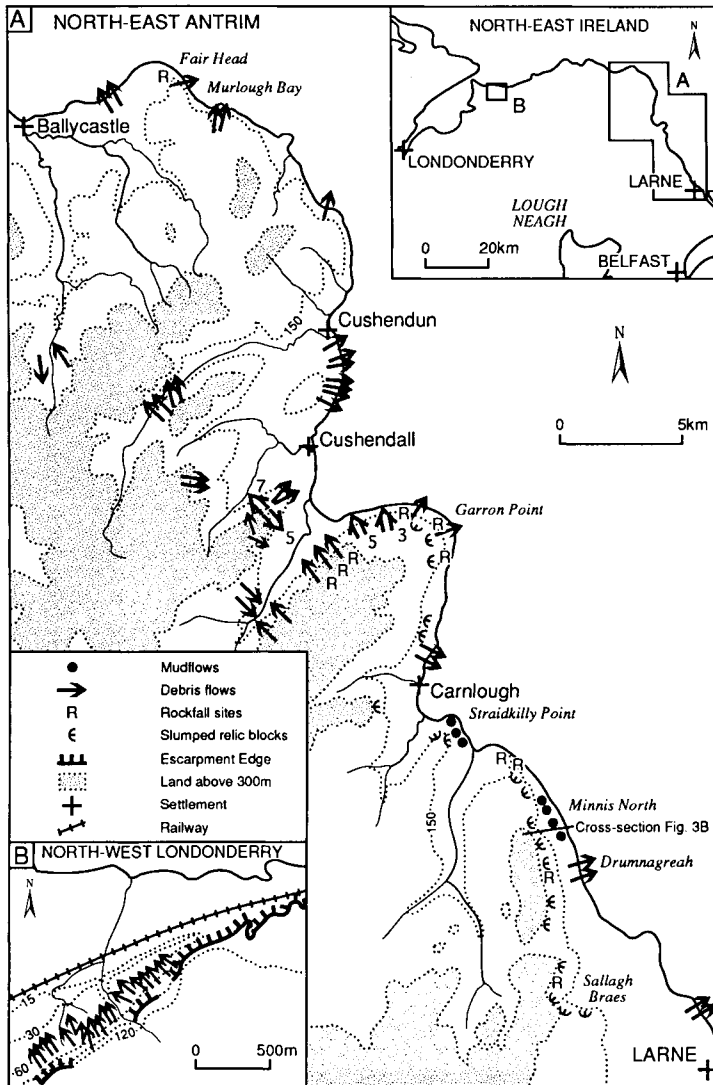 A
NORTH-EAST ANTRIM
Fair Head
R
Murlough Bay
Ballycastle
150
Cushendun
Cushendall
7
5
5
3
R
R
R
R
R
R
Garron Point
N
0
5km
Carnlough
Straidkilly Point
150
R R
Minnis North
Cross-section Fig. 3B
R
Drumnagreah
R
Sallagh
Braes
LARNE
NORTH-EAST IRELAND
N
A
B
LONDONDERRY
LARNE
LOUGH
NEAGH
0
20km
BELFAST
Mudflows
Debris flows
R
Rockfall sites
Slumped relic blocks
Escarpment Edge
Land above 300m
Settlement
Railway
B
NORTH-WEST LONDONDERRY
N
15
30
60
120
0
500m